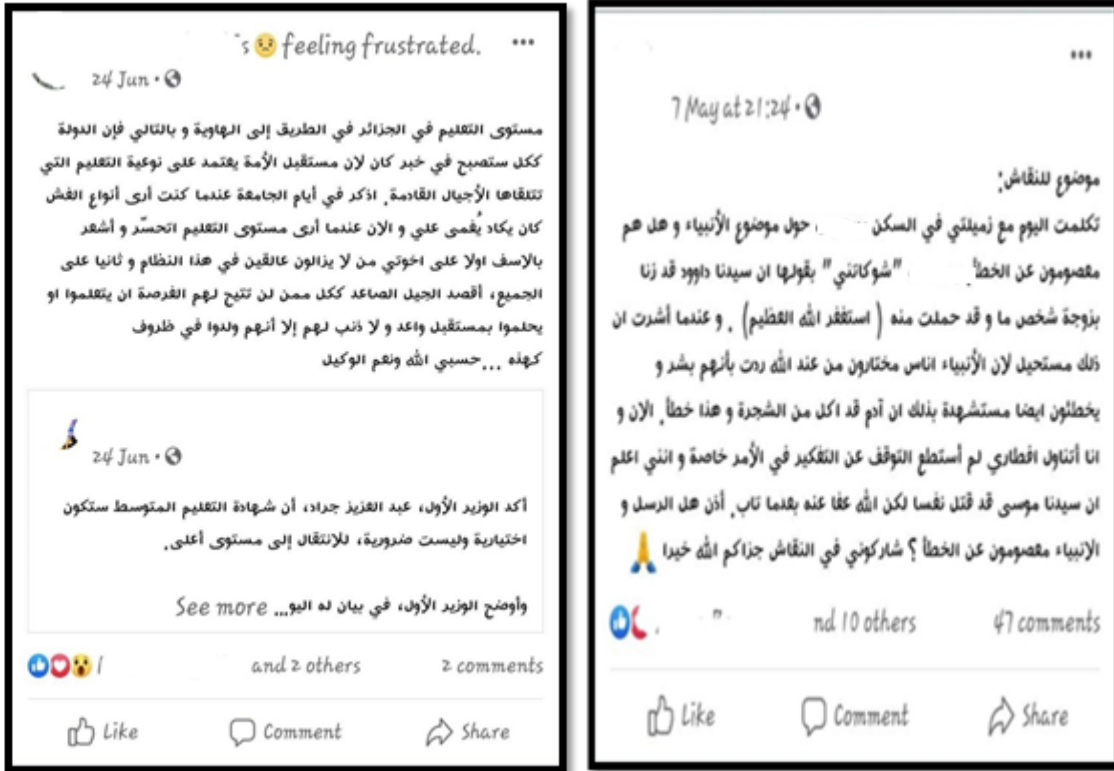 's 😟 feeling frustrated.
24 Jun
مستوى التعليم في الجزائر في الطريق إلى الهاوية و بالتالي فإن الدولة
ككل ستصبح في خبر كان لان مستقبل الأمة يعتمد على نوعية التعليم التي
تتلقاها الأجيال القادمة. اذكر في أيام الجامعة عندما كنت أرى أنواع الغش
كان يكاد يُغمى علي و الان عندما أرى مستوى التعليم اتحسّر و أشعر
بالاسف اولا على اخوتي من لا يزالون عالقين في هذا النظام و ثانيا على
الجميع، أقصد الجيل الصاعد ككل ممن لن تتيح لهم الفرصة ان يتعلموا او
يحلموا بمستقبل واعد و لا ذنب لهم إلا أنهم ولدوا في ظروف
كهذه ...حسبي الله ونعم الوكيل
24 Jun
أكد الوزير الأول، عبد العزيز جراد، أن شهادة التعليم المتوسط ستكون
اختيارية وليست ضرورية، للانتقال إلى مستوى أعلى.
وأوضح الوزير الأول، في بيان له اليو... See more
and 2 others
2 comments
Like
Comment
Share
7 May at 21:24
موضوع للنقاش:
تكلمت اليوم مع زميلتي في السكن حول موضوع الأنبياء و هل هم
معصومون عن الخطأ. "شوكاتني" بقولها ان سيدنا داوود قد زنا
بزوجة شخص ما و قد حملت منه ( استغفر الله العظيم) . و عندما أشرت ان
ذلك مستحيل لان الأنبياء اناس مختارون من عند الله ردت بأنهم بشر و
يخطئون ايضا مستشهدة بذلك ان آدم قد اكل من الشجرة و هذا خطأ. الان و
انا أتناول افطاري لم أستطع التوقف عن التفكير في الأمر خاصة و انني اعلم
ان سيدنا موسى قد قتل نفسا لكن الله عفا عنه بعدما تاب. أذن هل الرسل و
الانبياء معصومون عن الخطأ ؟ شاركوني في النقاش جزاكم الله خيرا 🙏
nd 10 others
47 comments
Like
Comment
Share